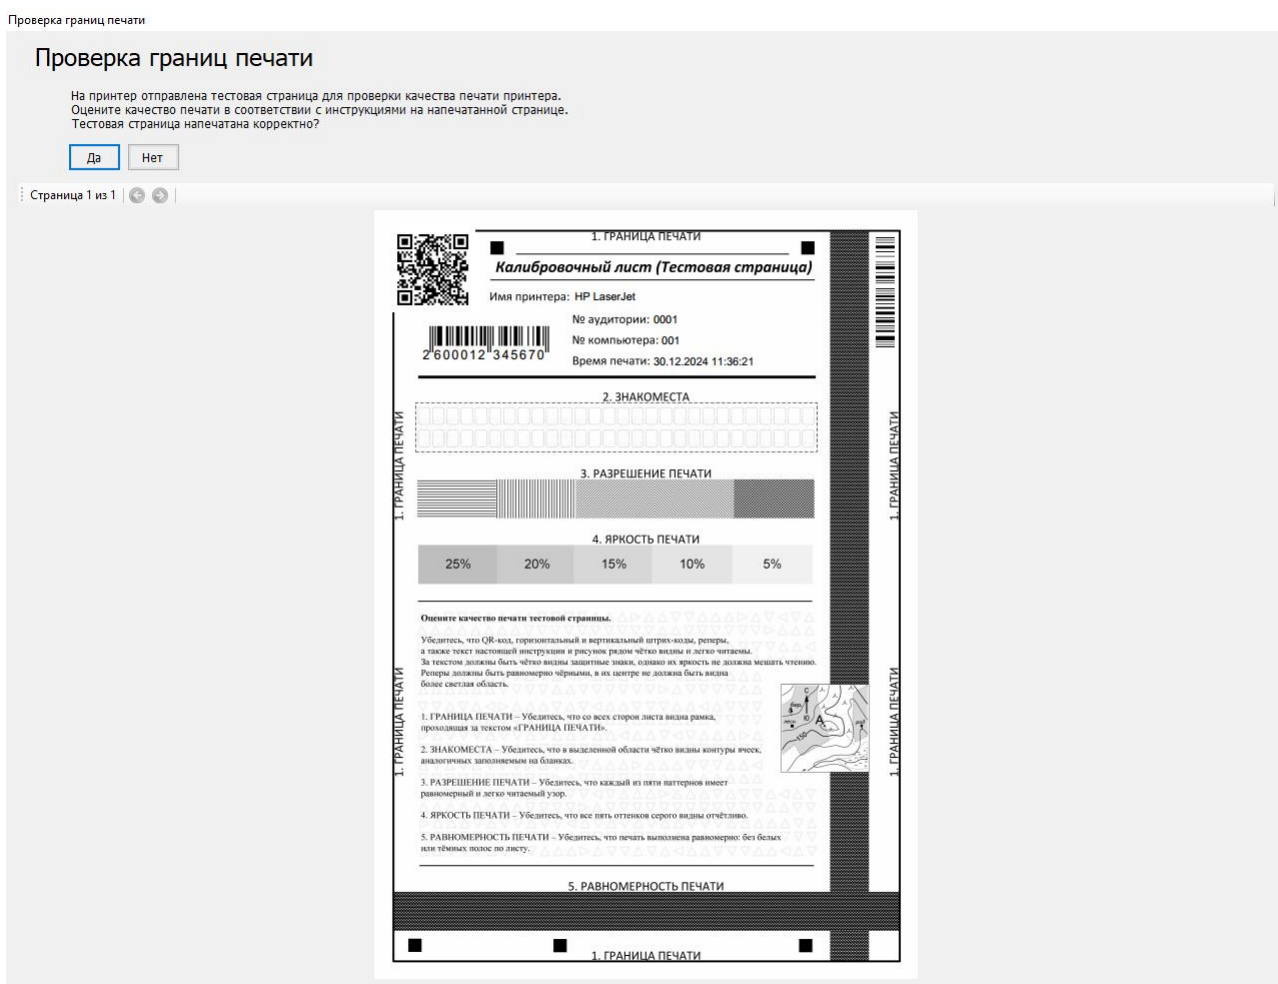 Проверка границ печати
Проверка границ печати
На принтер отправлена тестовая страница для проверки качества печати принтера.
Оцените качество печати в соответствии с инструкциями на напечатанной странице.
Тестовая страница напечатана корректно?
Да
Нет
Страница 1 из 1
1. ГРАНИЦА ПЕЧАТИ
Калибровочный лист (Тестовая страница)
Имя принтера: HP LaserJet
№ аудитории: 0001
№ компьютера: 001
Время печати: 30.12.2024 11:36:21
2 600012 345670
2. ЗНАКОМЕСТА
1. ГРАНИЦА ПЕЧАТИ
1. ГРАНИЦА ПЕЧАТИ
3. РАЗРЕШЕНИЕ ПЕЧАТИ
4. ЯРКОСТЬ ПЕЧАТИ
25% 20% 15% 10% 5%
Оцените качество печати тестовой страницы.
Убедитесь, что QR-код, горизонтальный и вертикальный штрих-коды, реперы,
а также текст настоящей инструкции и рисунок рядом чётко видны и легко читаемы.
За текстом должны быть чётко видны защитные знаки, однако их яркость не должна мешать чтению.
Реперы должны быть равномерно чёрными, в их центре не должна быть видна
более светлая область.
1. ГРАНИЦА ПЕЧАТИ
1. ГРАНИЦА ПЕЧАТИ
С
Ю
А
150
1. ГРАНИЦА ПЕЧАТИ – Убедитесь, что со всех сторон листа видна рамка,
проходящая за текстом «ГРАНИЦА ПЕЧАТИ».
2. ЗНАКОМЕСТА – Убедитесь, что в выделенной области чётко видны контуры ячеек,
аналогичных заполняемым на бланках.
3. РАЗРЕШЕНИЕ ПЕЧАТИ – Убедитесь, что каждый из пяти паттернов имеет
равномерный и легко читаемый узор.
4. ЯРКОСТЬ ПЕЧАТИ – Убедитесь, что все пять оттенков серого видны отчётливо.
5. РАВНОМЕРНОСТЬ ПЕЧАТИ – Убедитесь, что печать выполнена равномерно: без белых
или тёмных полос по листу.
5. РАВНОМЕРНОСТЬ ПЕЧАТИ
1. ГРАНИЦА ПЕЧАТИ